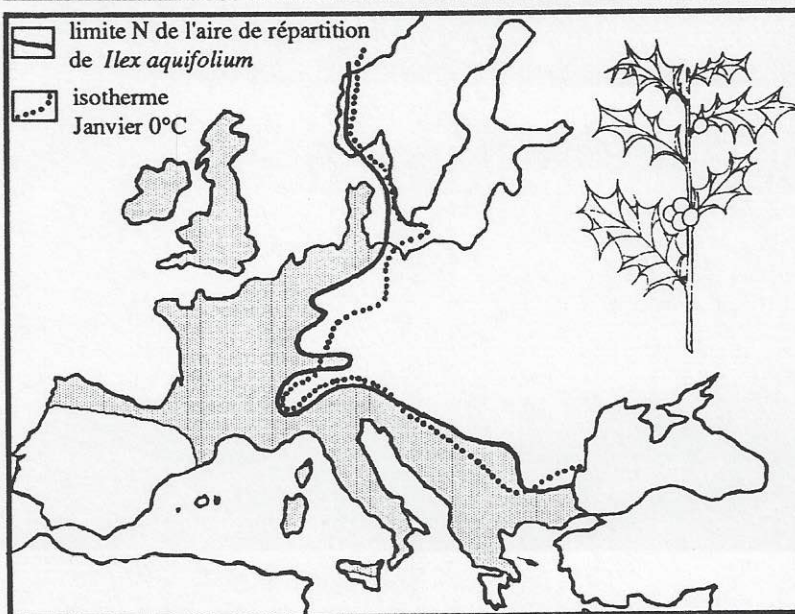 limite N de l'aire de répartition
de Ilex aquifolium
isotherme
Janvier 0°C